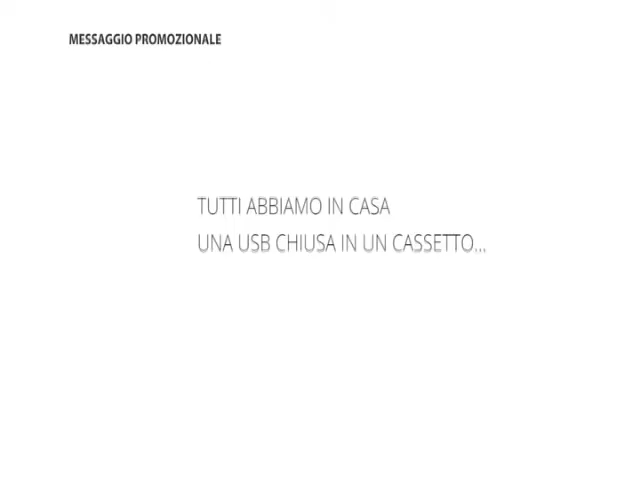 MESSAGGIO PROMOZIONALE
TUTTI ABBIAMO IN CASA
UNA USB CHIUSA IN UN CASSETTO...